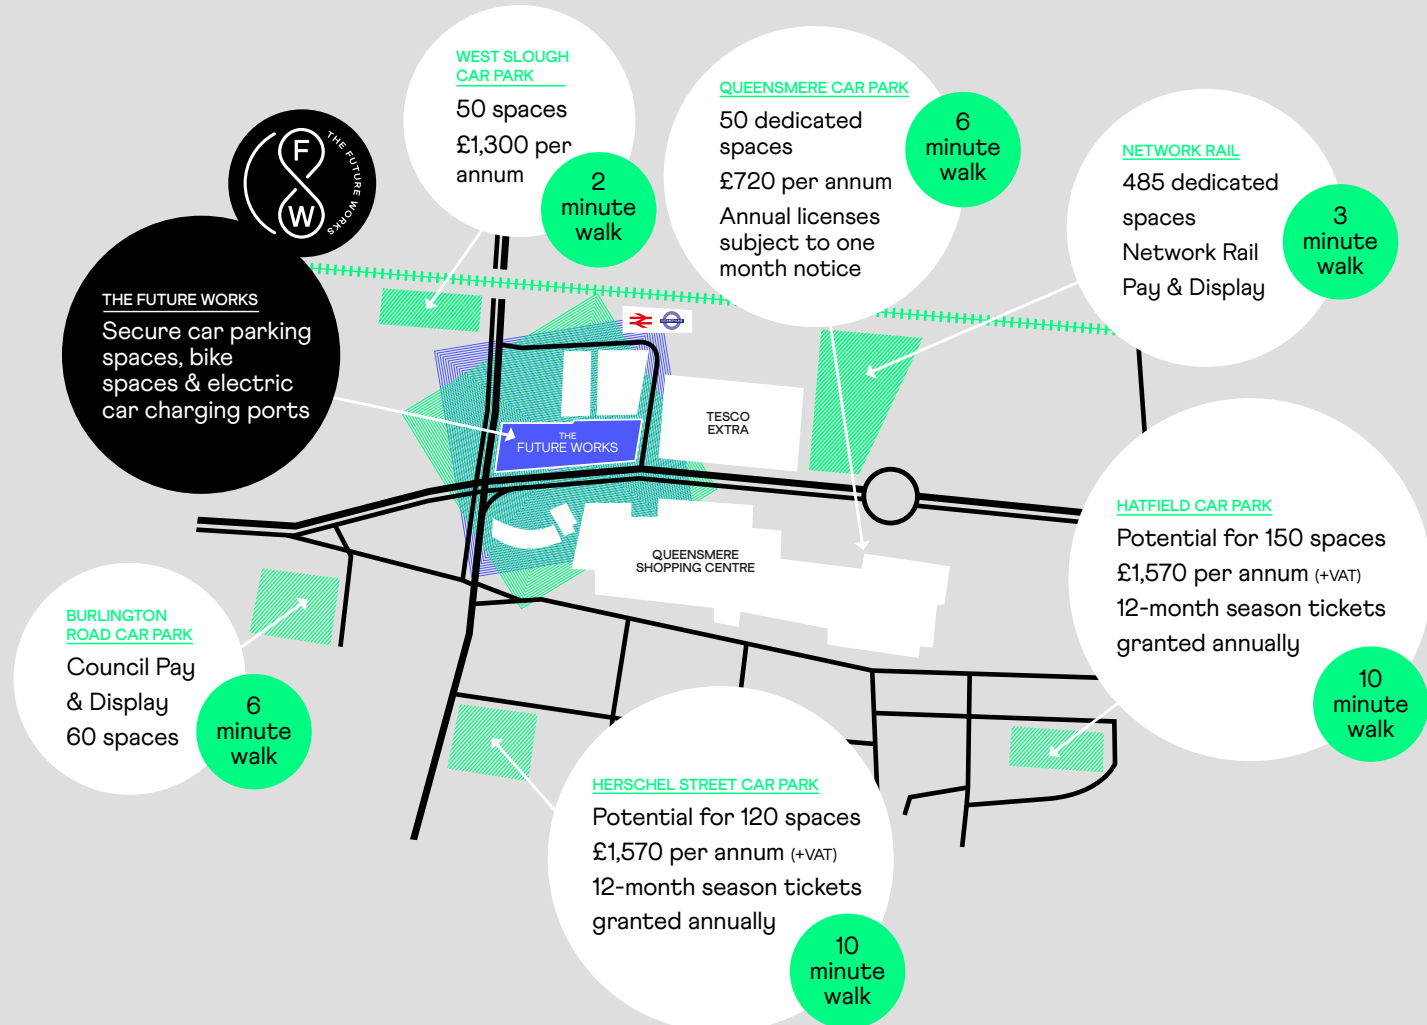 WEST SLOUGH
CAR PARK
50 spaces
£1,300 per
annum
2
minute
walk
QUEENSMERE CAR PARK
50 dedicated
spaces
£720 per annum
Annual licenses
subject to one
month notice
6
minute
walk
NETWORK RAIL
485 dedicated
spaces
Network Rail
Pay & Display
3
minute
walk
F
W
THE FUTURE WORKS
THE FUTURE WORKS
Secure car parking
spaces, bike
spaces & electric
car charging ports
THE
FUTURE WORKS
TESCO
EXTRA
QUEENSMERE
SHOPPING CENTRE
HATFIELD CAR PARK
Potential for 150 spaces
£1,570 per annum (+VAT)
12-month season tickets
granted annually
10
minute
walk
BURLINGTON
ROAD CAR PARK
Council Pay
& Display
60 spaces
6
minute
walk
HERSCHEL STREET CAR PARK
Potential for 120 spaces
£1,570 per annum (+VAT)
12-month season tickets
granted annually
10
minute
walk